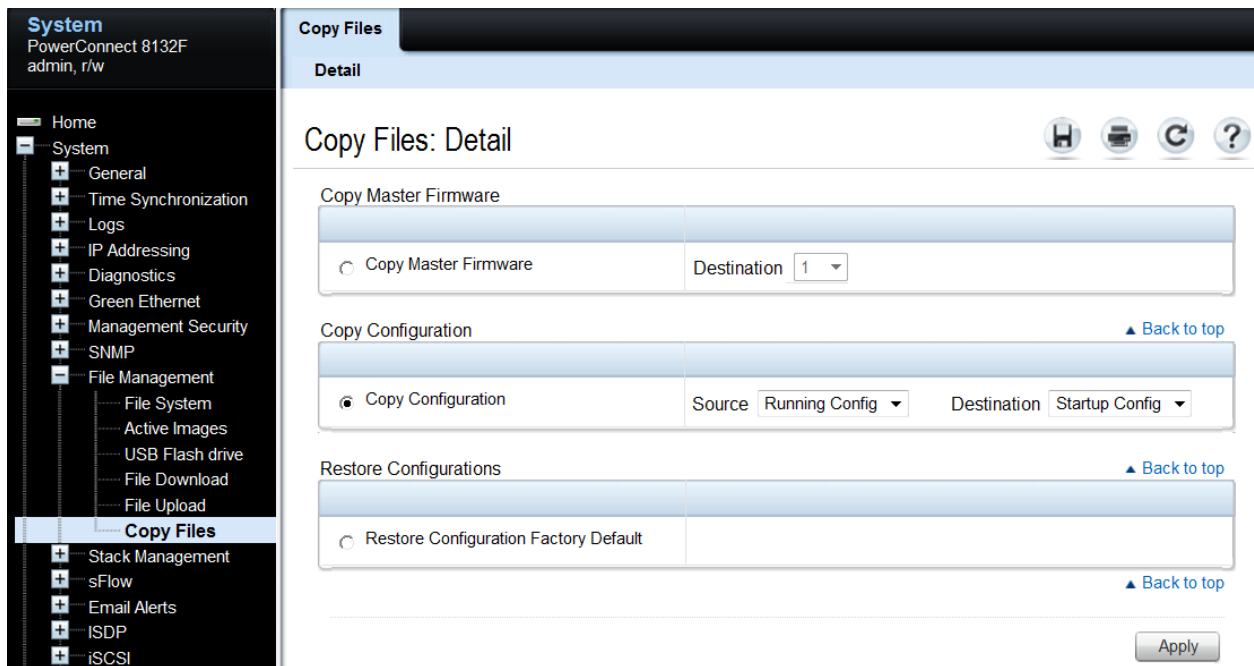 System
PowerConnect 8132F
admin, r/w
Home
System
General
Time Synchronization
Logs
IP Addressing
Diagnostics
Green Ethernet
Management Security
SNMP
File Management
File System
Active Images
USB Flash drive
File Download
File Upload
Copy Files
Stack Management
sFlow
Email Alerts
ISDP
iSCSI
Copy Files
Detail
Copy Files: Detail
Copy Master Firmware
Copy Master Firmware Destination 1
Copy Configuration Back to top
Copy Configuration Source Running Config Destination Startup Config
Restore Configurations Back to top
Restore Configuration Factory Default
Back to top
Apply